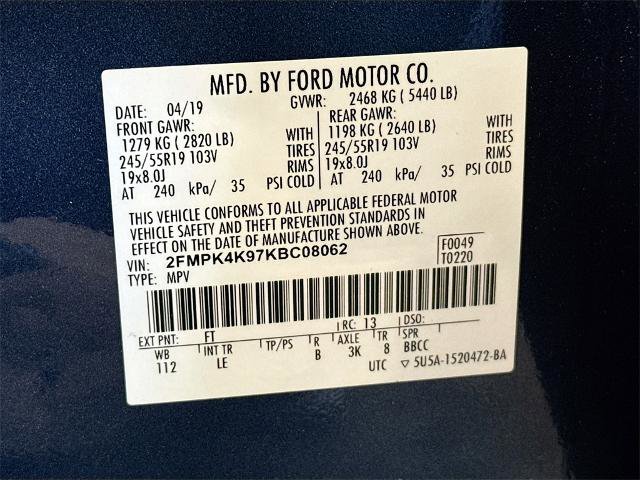 MFD. BY FORD MOTOR CO.
DATE: 04/19 GVWR: 2468 KG ( 5440 LB)
FRONT GAWR: REAR GAWR:
1279 KG ( 2820 LB) WITH 1198 KG ( 2640 LB) WITH
245/55R19 103V TIRES 245/55R19 103V TIRES
19x8.0J RIMS 19x8.0J RIMS
AT 240 kPa/ 35 PSI COLD AT 240 kPa/ 35 PSI COLD
THIS VEHICLE CONFORMS TO ALL APPLICABLE FEDERAL MOTOR
VEHICLE SAFETY AND THEFT PREVENTION STANDARDS IN
EFFECT ON THE DATE OF MANUFACTURE SHOWN ABOVE.
VIN: 2FMPK4K97KBC08062 F0049
TYPE: MPV T0220
EXT PNT: FT RC: 13 DSO:
WB INT TR TP/PS R AXLE TR SPR
112 LE B 3K 8 BBCC
UTC ▽ 5U5A-1520472-BA